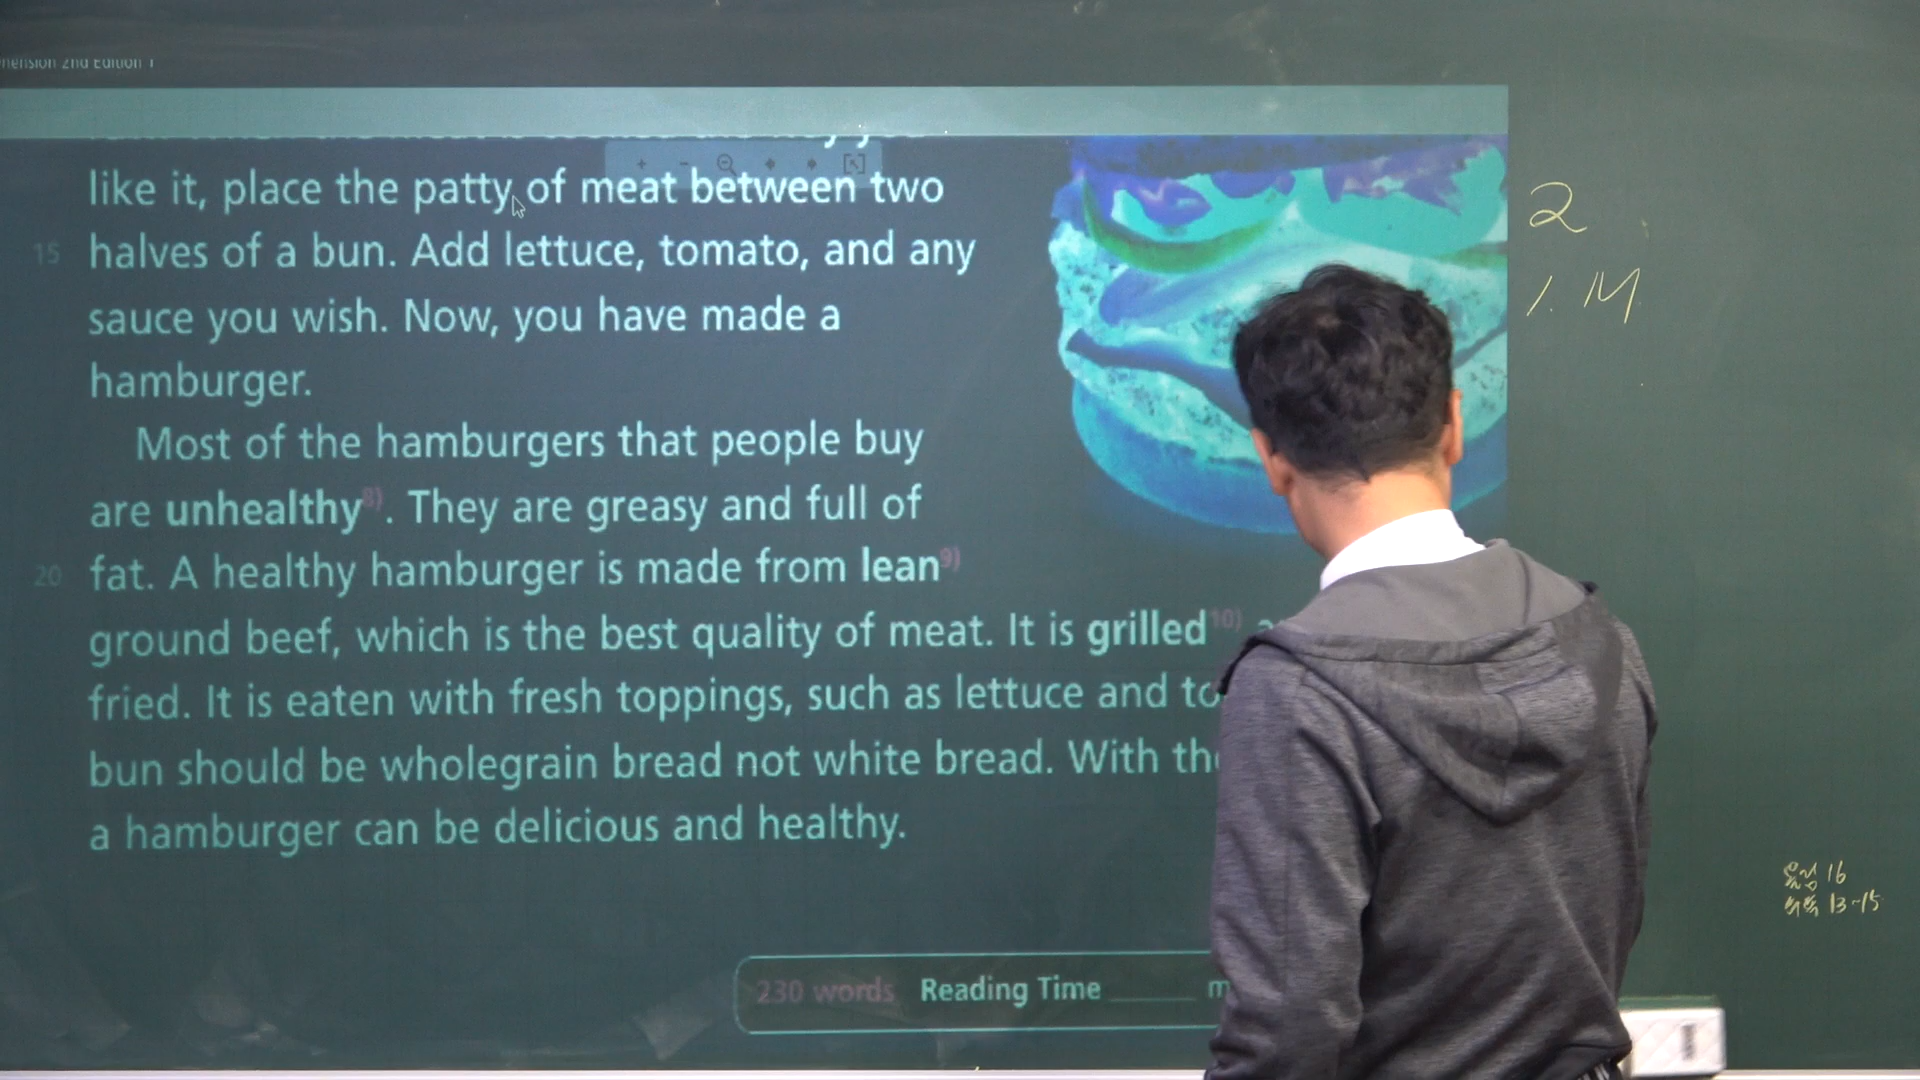 2nd Edition 1
like it, place the patty of meat between two
15 halves of a bun. Add lettuce, tomato, and any
sauce you wish. Now, you have made a
hamburger.
Most of the hamburgers that people buy
are unhealthy8). They are greasy and full of
20 fat. A healthy hamburger is made from lean9)
ground beef, which is the best quality of meat. It is grilled10)
fried. It is eaten with fresh toppings, such as lettuce and to
bun should be wholegrain bread not white bread. With
a hamburger can be delicious and healthy.
230 words Reading Time ______ m
2
1. M
16
13-15